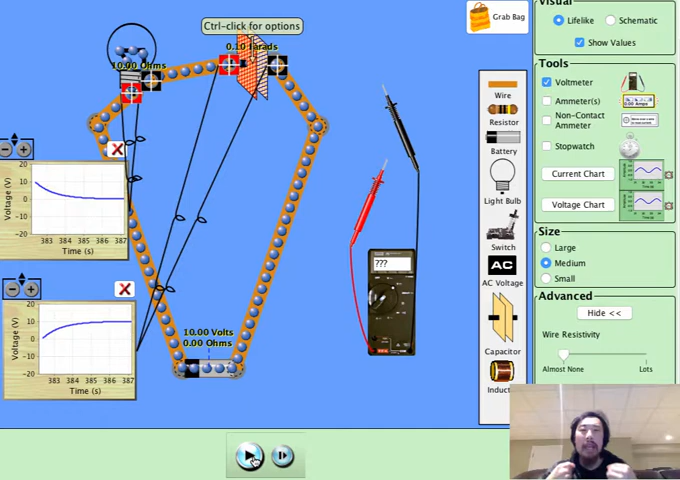 Ctrl-click for options
0.10 farads
10.00 Ohms
20
10
0
-10
-20
383 384 385 386 387
Voltage (V)
Time (s)
20
10
0
-10
-20
383 384 385 386 387
Voltage (V)
Time (s)
10.00 Volts
0.00 Ohms
???
Grab Bag
Wire
Resistor
Battery
Light Bulb
Switch
AC
AC Voltage
Capacitor
Induc
Visual
Lifelike
Schematic
Show Values
Tools
Voltmeter
Ammeter(s)
Non-Contact
Ammeter
Stopwatch
Current Chart
Voltage Chart
Size
Large
Medium
Small
Advanced
Hide <<
Wire Resistivity
Almost None
Lots